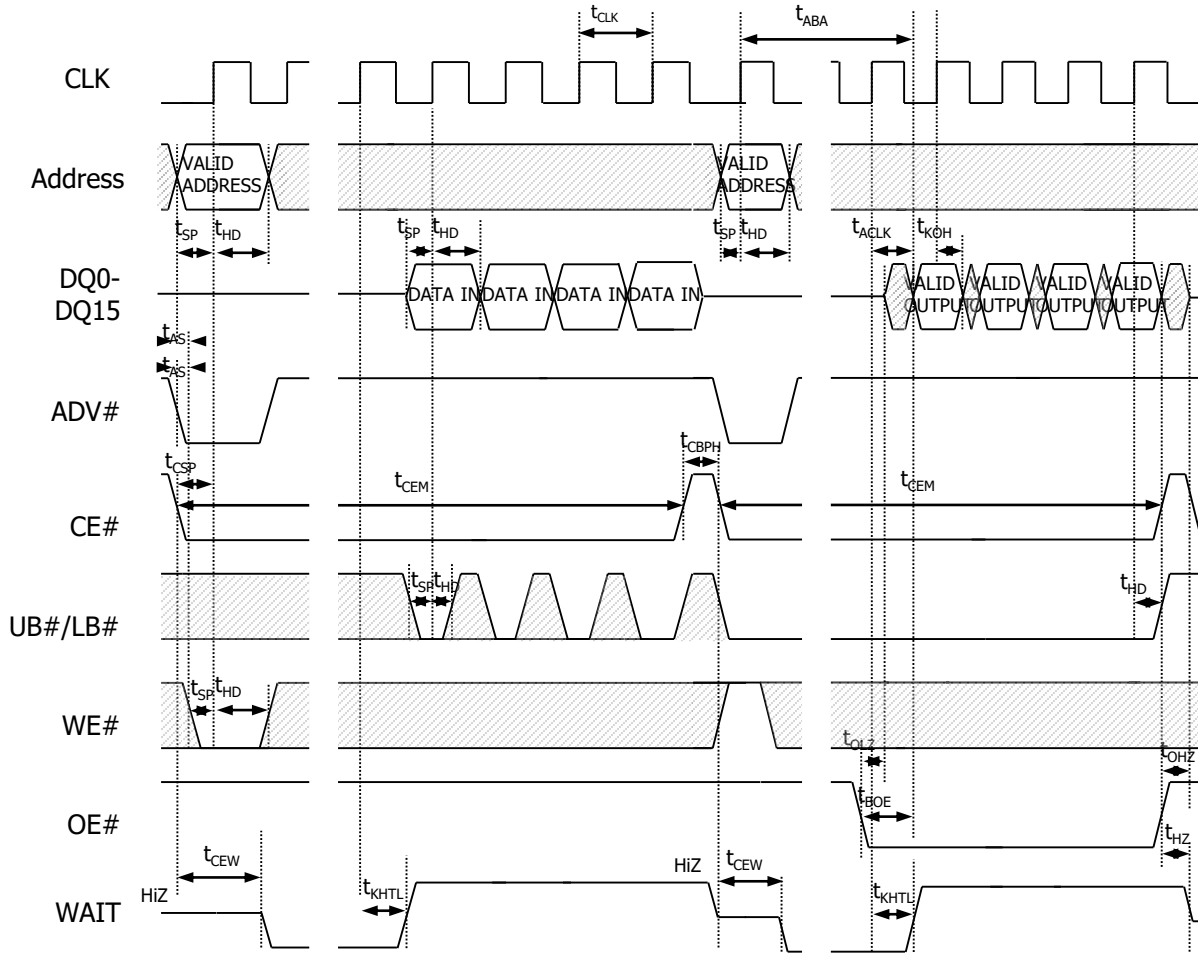 tCLK
tABA
CLK
Address
VALID
ADDRESS
VALID
ADDRESS
tSP
tHD
tSP
tHD
tSP
tHD
tACLK
tKOH
DQ0-
DQ15
DATA IN
DATA IN
DATA IN
DATA IN
VALID
OUTPUT
VALID
OUTPUT
VALID
OUTPUT
VALID
OUTPUT
tAS
tAS
ADV#
tCBPH
tCSP
tCEM
tCEM
CE#
tSP
tHD
tHD
UB#/LB#
tSP
tHD
WE#
tOLZ
tOHZ
tBOE
OE#
tHZ
tCEW
HiZ
tCEW
HiZ
tKHTL
tKHTL
WAIT